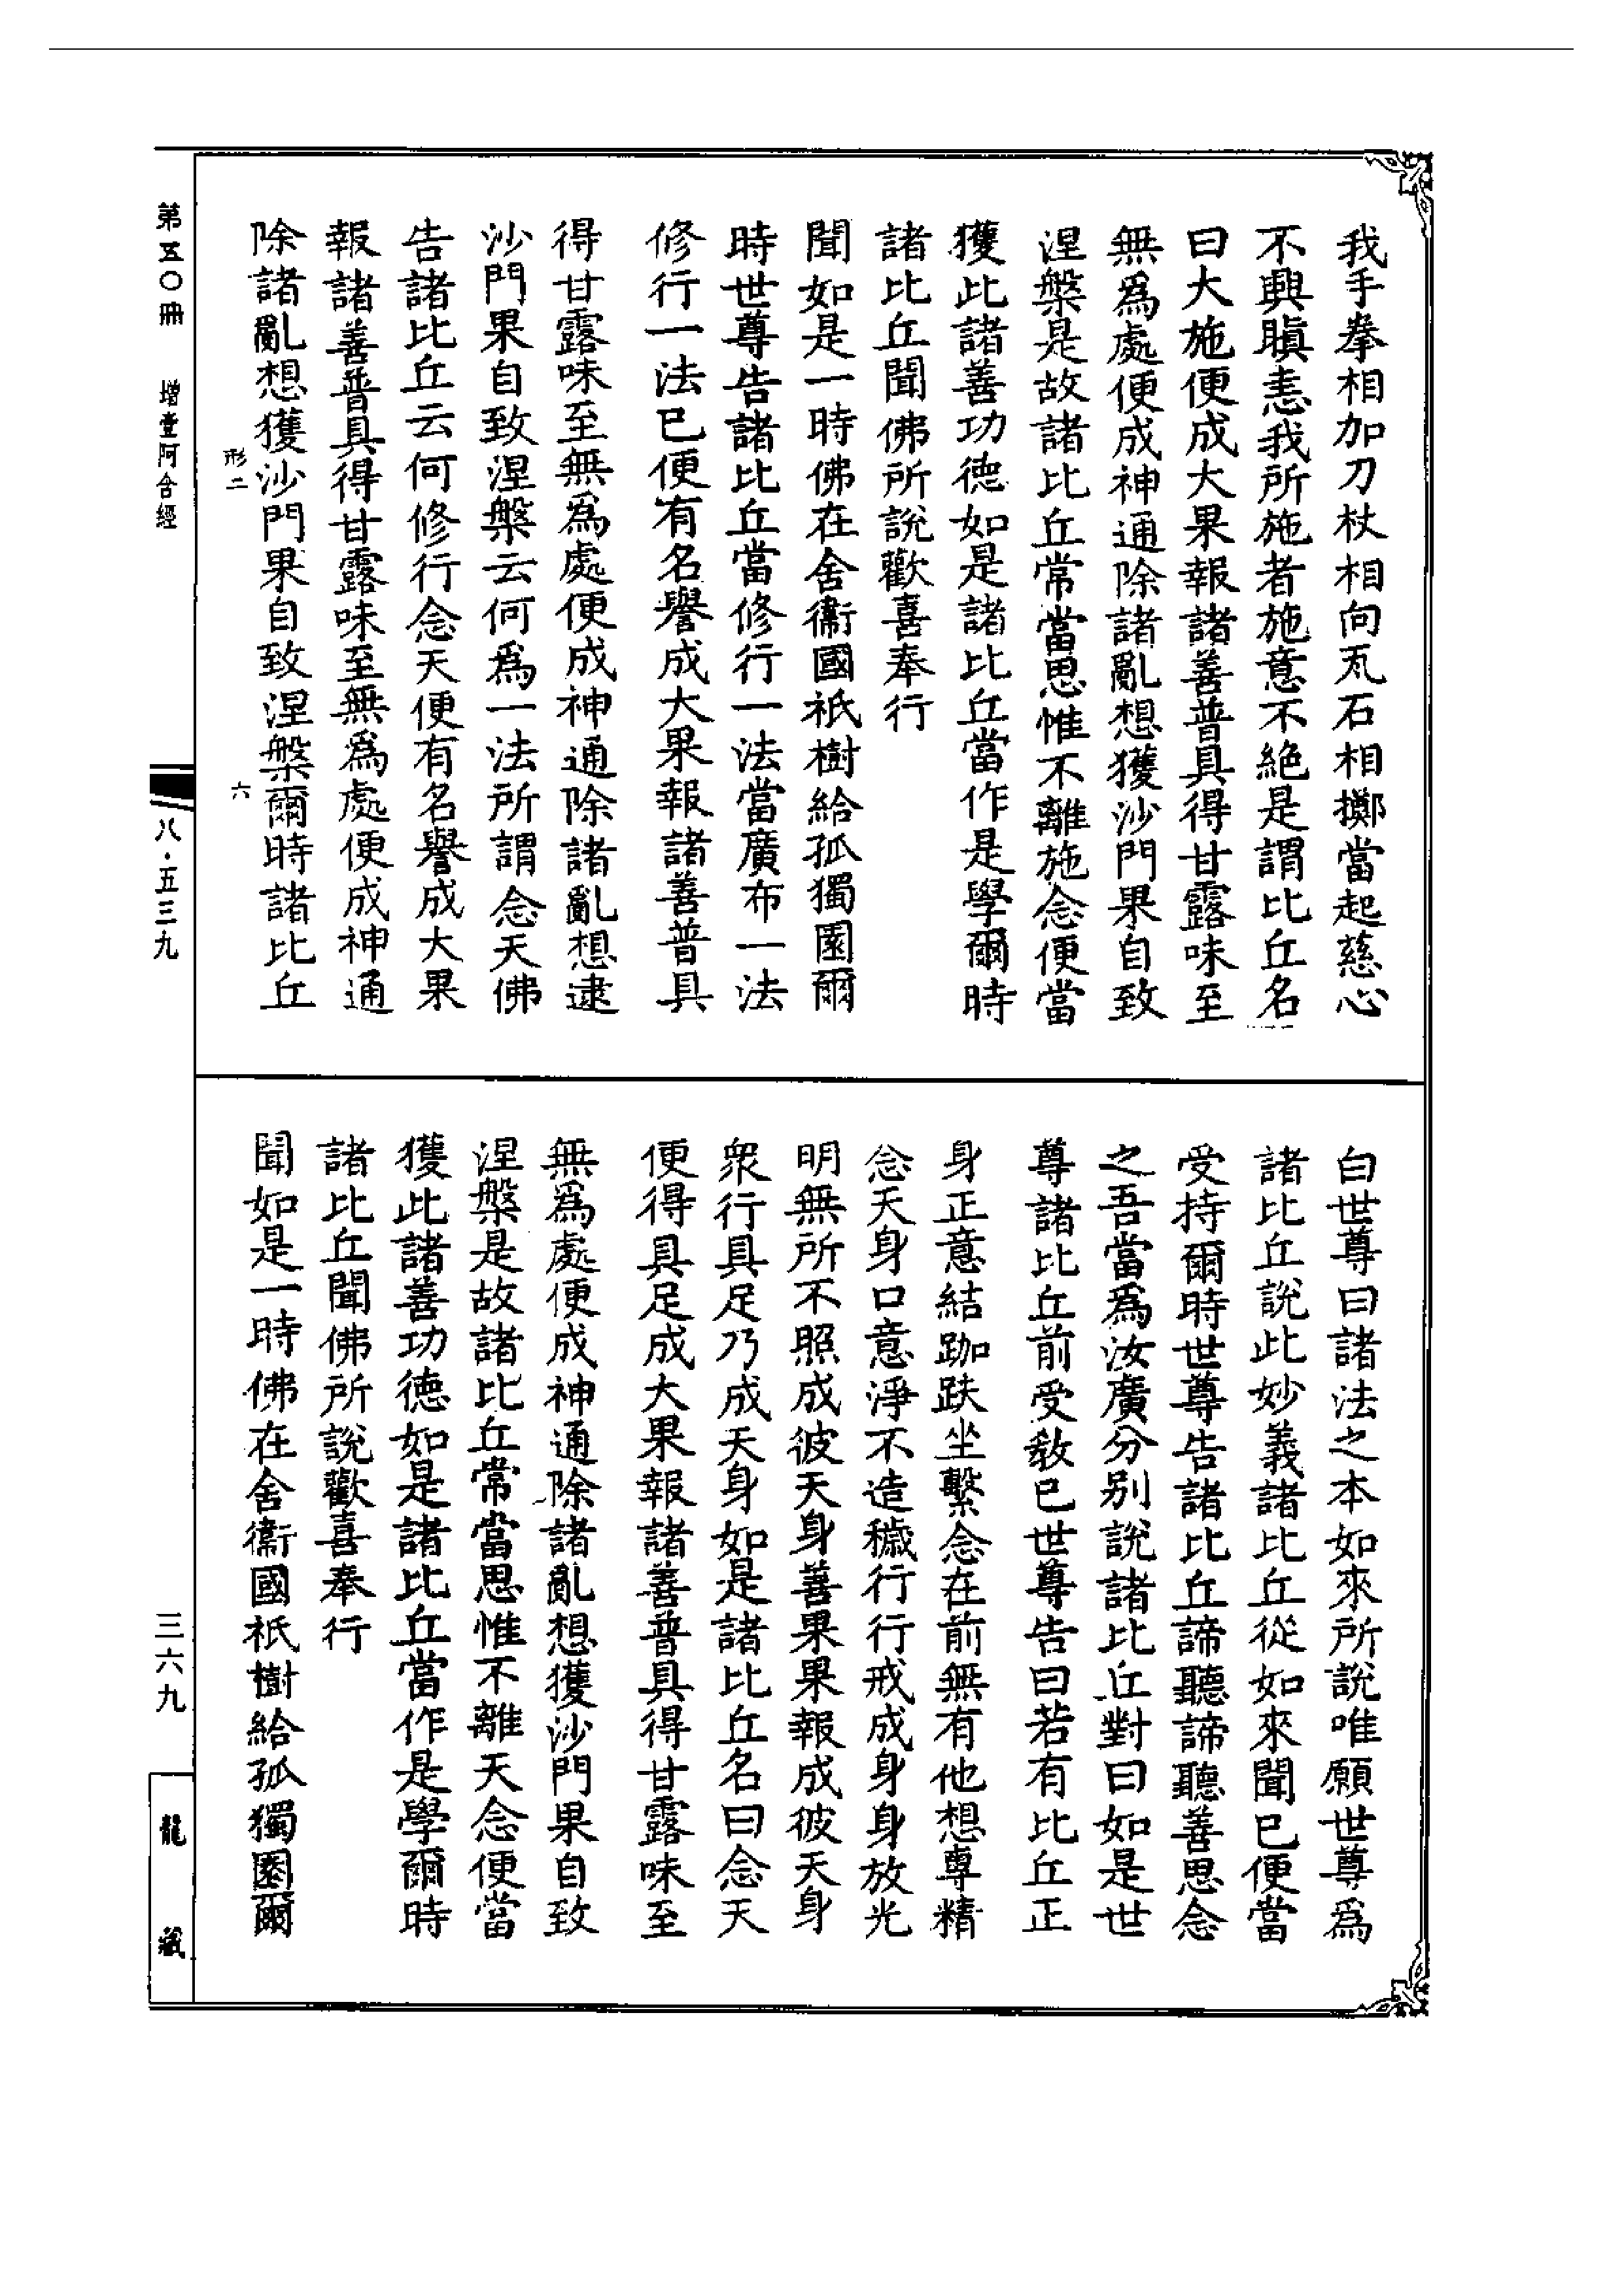 我手拳相加刀杖相向瓦石相擲當起慈心
不興瞋恚我所施者施意不絕是謂比丘名
曰大施便成大果報諸善普具得甘露味至
無爲處便成神通除諸亂想獲沙門果自致
涅槃是故諸比丘常當思惟不離施念便當
獲此諸善功德如是諸比丘當作是學爾時
諸比丘聞佛所說歡喜奉行
聞如是一時佛在舍衞國祇樹給孤獨園爾
時世尊告諸比丘當修行一法當廣布一法
修行一法已便有名譽成大果報諸善普具
得甘露味至無爲處便成神通除諸亂想逮
沙門果自致涅槃云何爲一法所謂念天佛
告諸比丘云何修行念天便有名譽成大果
報諸善普具得甘露味至無爲處便成神通
除諸亂想獲沙門果自致涅槃爾時諸比丘
形二 六
白世尊曰諸法之本如來所說唯願世尊爲
諸比丘說此妙義諸比丘從如來聞已便當
受持爾時世尊告諸比丘諦聽諦聽善思念
之吾當爲汝廣分別說諸比丘對曰如是世
尊諸比丘前受敎已世尊告曰若有比丘正
身正意結跏趺坐繫念在前無有他想專精
念天身口意淨不造穢行行戒成身身放光
明無所不照成彼天身善果果報成彼天身
衆行具足乃成天身如是諸比丘名曰念天
便得具足成大果報諸善普具得甘露味至
無爲處便成神通除諸亂想獲沙門果自致
涅槃是故諸比丘常當思惟不離天念便當
獲此諸善功德如是諸比丘當作是學爾時
諸比丘聞佛所說歡喜奉行
聞如是一時佛在舍衞國祇樹給孤獨園爾
第五〇冊 增壹阿含經
八·五三九
三六九
龍藏